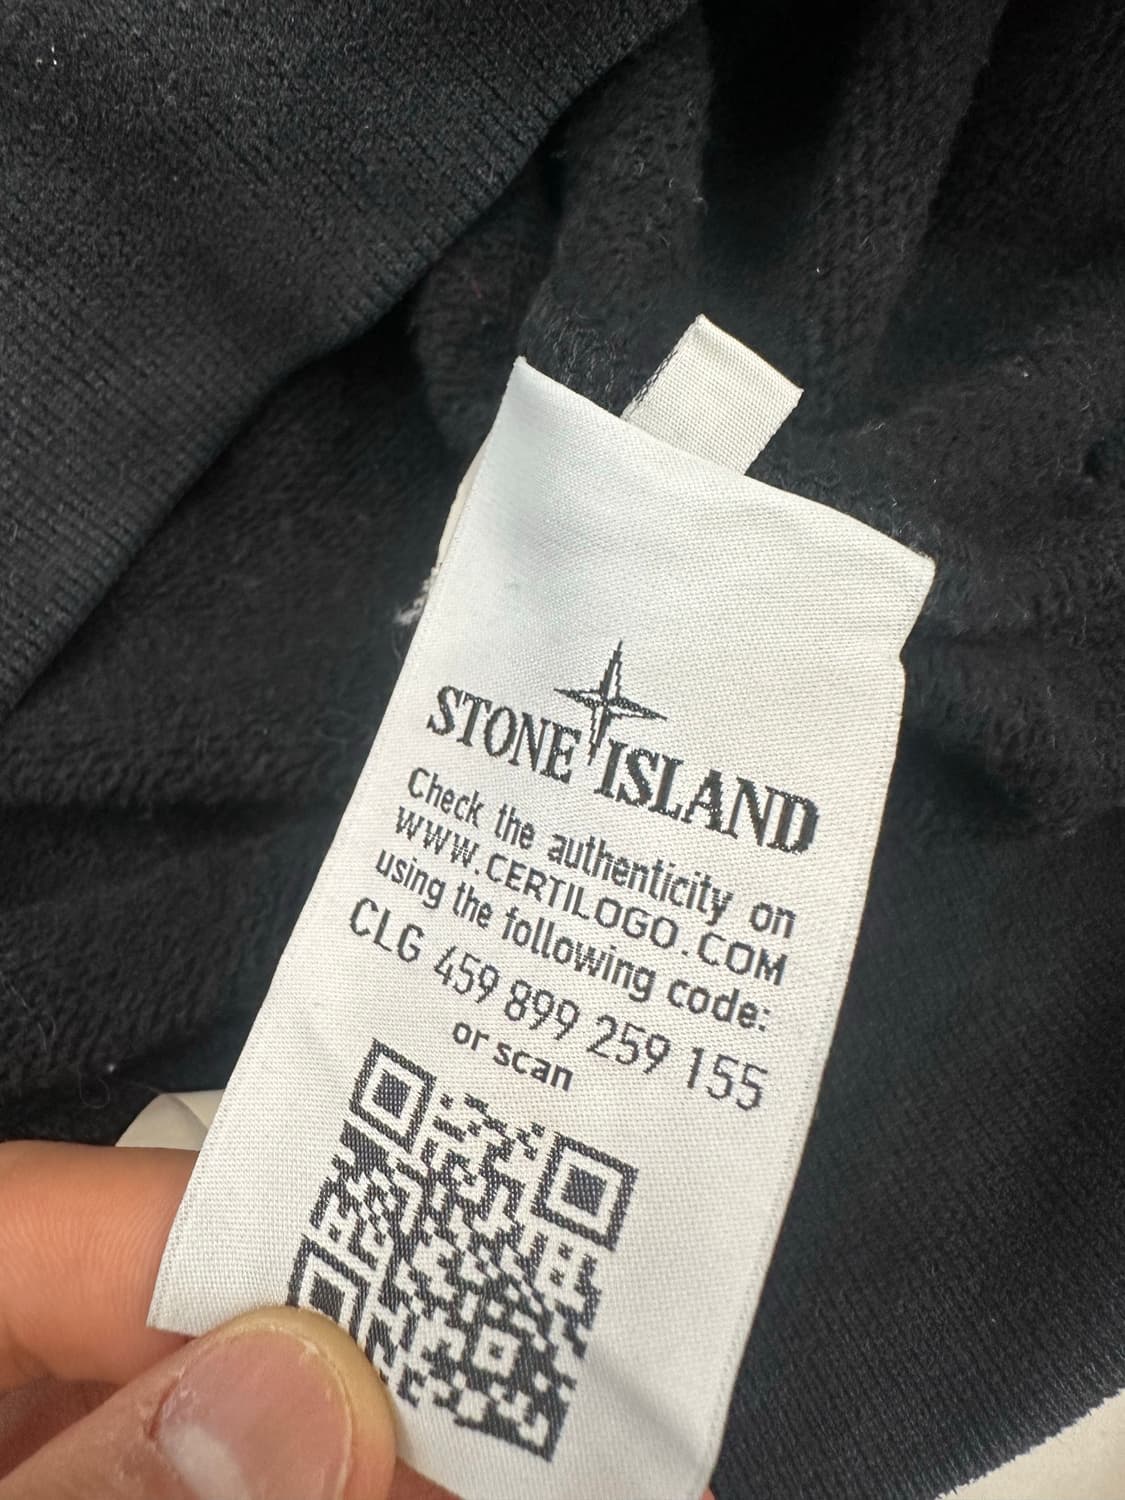 STONE ISLAND
Check the authenticity on
WWW.CERTILOGO.COM
using the following code:
CLG 459 899 259 155
or scan